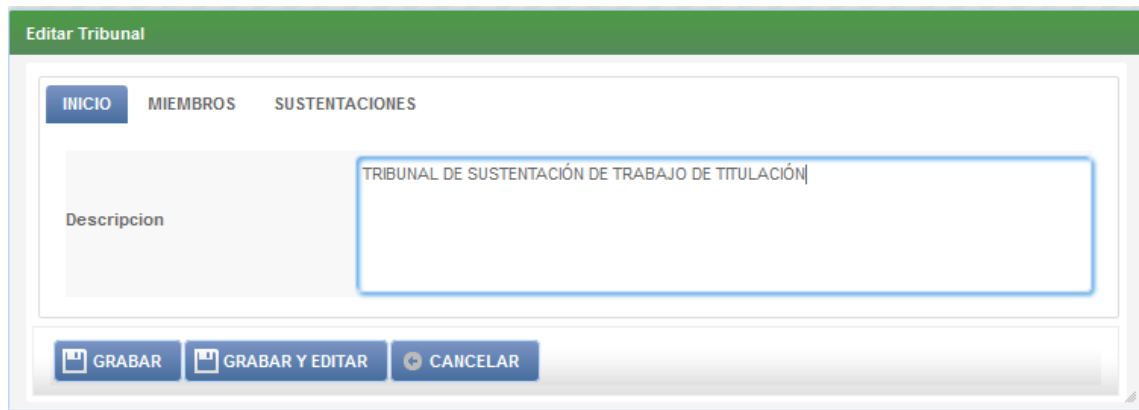 Editar Tribunal
INICIO MIEMBROS SUSTENTACIONES
TRIBUNAL DE SUSTENTACIÓN DE TRABAJO DE TITULACIÓN
Descripcion
GRABAR GRABAR Y EDITAR CANCELAR